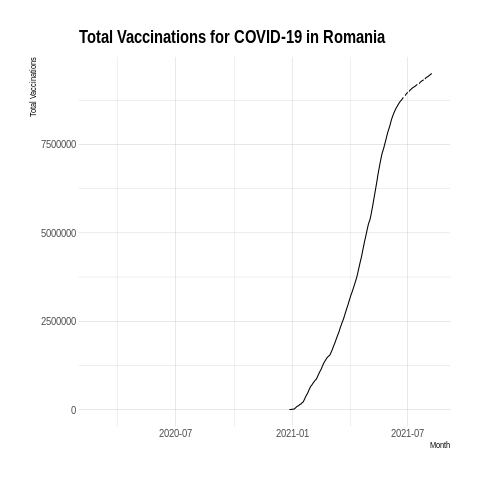 Total Vaccinations for COVID-19 in Romania
Total Vaccinations
7500000
5000000
2500000
0
2020-07
2021-01
2021-07
Month